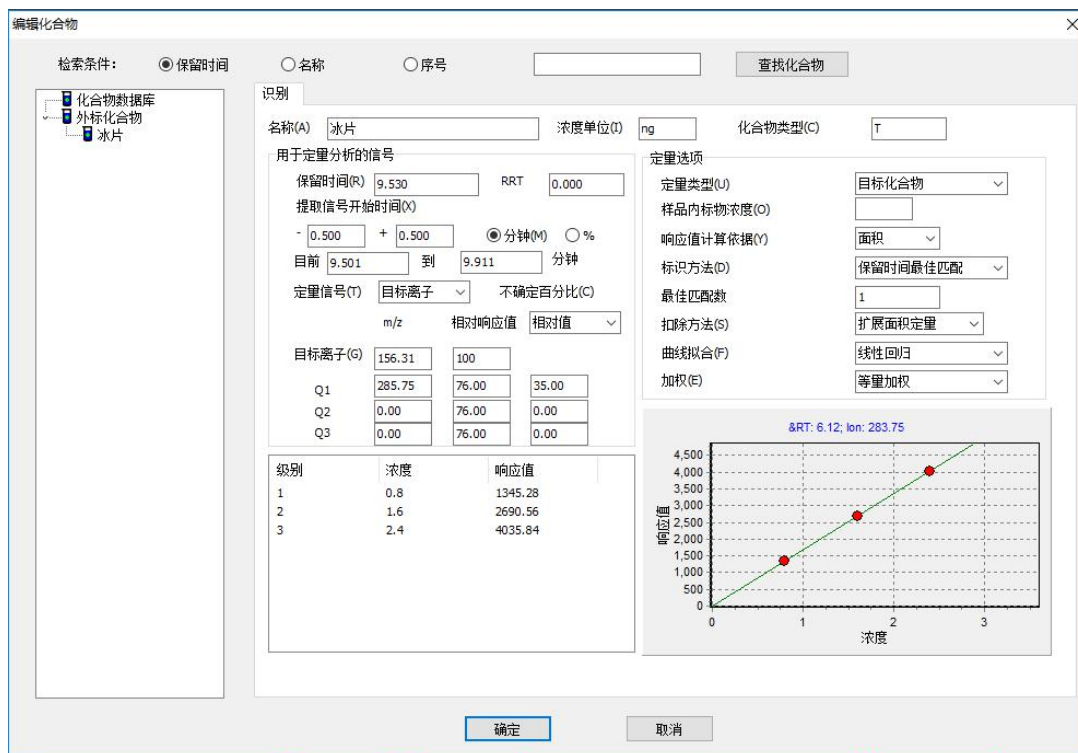 编辑化合物
检索条件: 保留时间 名称 序号 查找化合物
化合物数据库
外标化合物
冰片
识别
名称(A) 冰片 浓度单位(I) ng 化合物类型(C) T
用于定量分析的信号
保留时间(R) 9.530 RRT 0.000
提取信号开始时间(X)
- 0.500 + 0.500 分钟(M) %
目前 9.501 到 9.911 分钟
定量信号(T) 目标离子 不确定百分比(C)
m/z 相对响应值 相对值
目标离子(G) 156.31 100
Q1 285.75 76.00 35.00
Q2 0.00 76.00 0.00
Q3 0.00 76.00 0.00
定量选项
定量类型(U) 目标化合物
样品内标物浓度(O)
响应值计算依据(Y) 面积
标识方法(D) 保留时间最佳匹配
最佳匹配数 1
扣除方法(S) 扩展面积定量
曲线拟合(F) 线性回归
加权(E) 等量加权
级别 浓度 响应值
1 0.8 1345.28
2 1.6 2690.56
3 2.4 4035.84
&RT: 6.12; Ion: 283.75
响应值
4,500
4,000
3,500
3,000
2,500
2,000
1,500
1,000
500
0
0 1 2 3
浓度
确定 取消